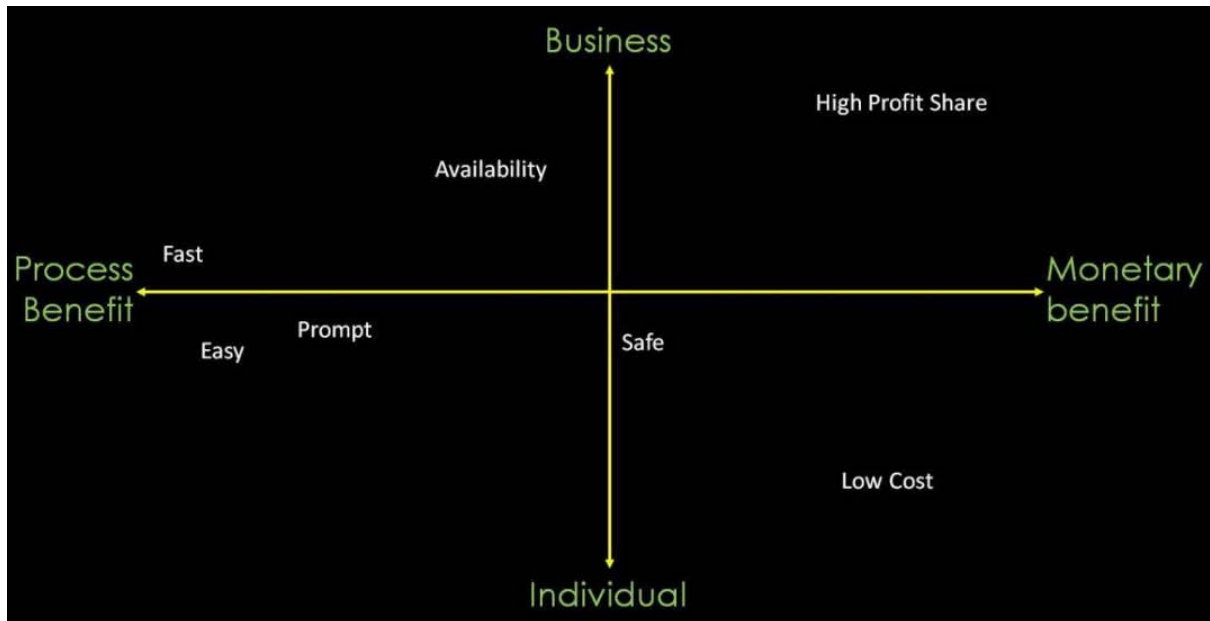 Business
High Profit Share
Availability
Fast
Process
Benefit
Monetary
benefit
Prompt
Easy
Safe
Low Cost
Individual